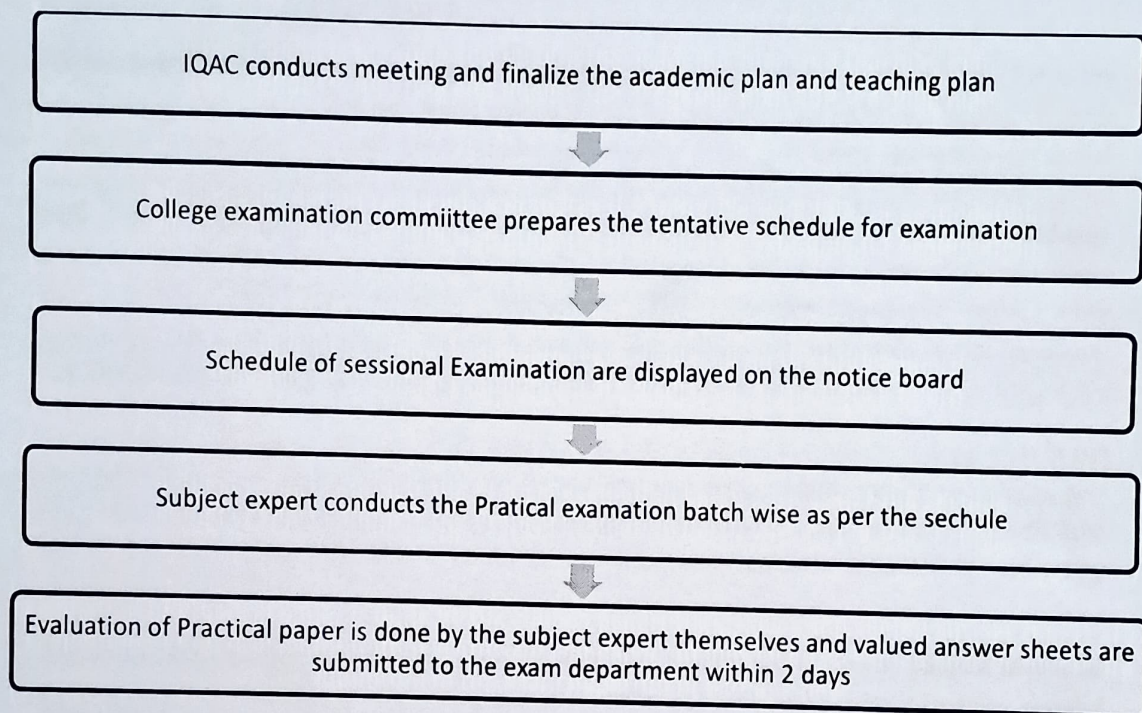 IQAC conducts meeting and finalize the academic plan and teaching plan
College examination commiittee prepares the tentative schedule for examination
Schedule of sessional Examination are displayed on the notice board
Subject expert conducts the Pratical examation batch wise as per the sechule
Evaluation of Practical paper is done by the subject expert themselves and valued answer sheets are
submitted to the exam department within 2 days